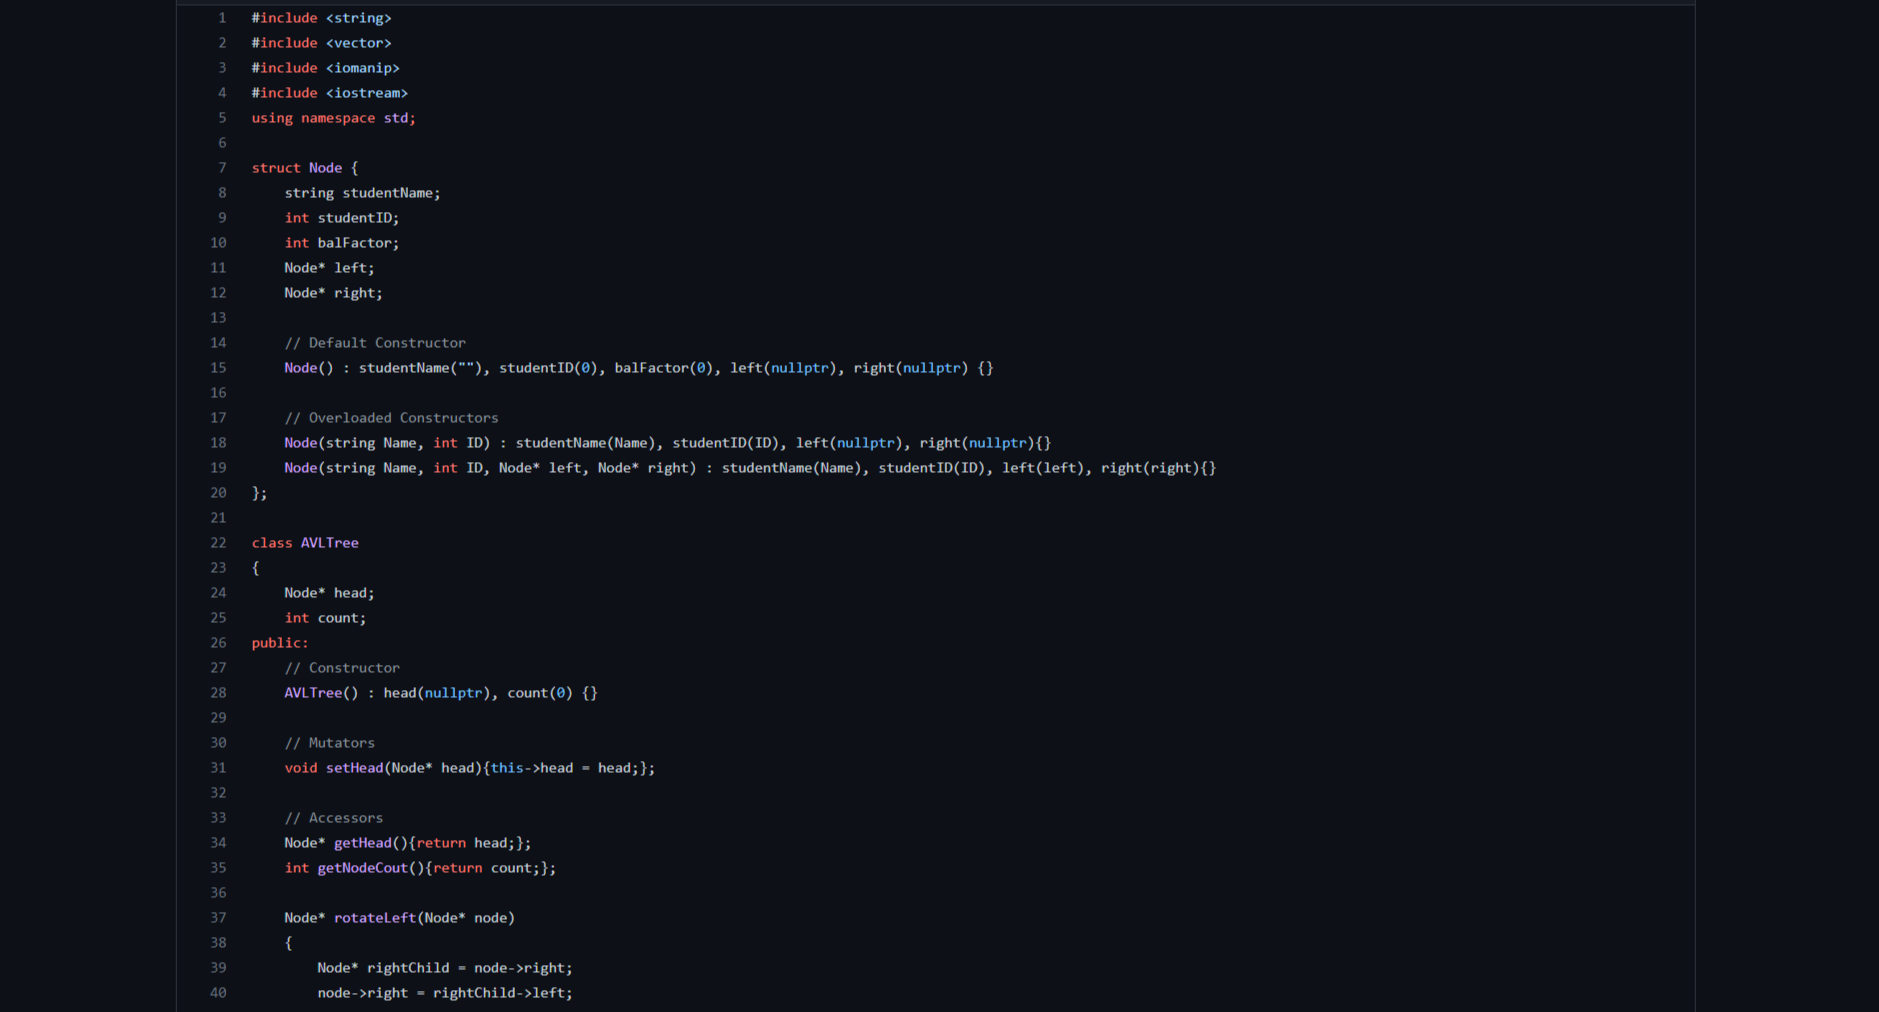 1 #include <string>
2 #include <vector>
3 #include <iomanip>
4 #include <iostream>
5 using namespace std;
6
7 struct Node {
8     string studentName;
9     int studentID;
10     int balFactor;
11     Node* left;
12     Node* right;
13
14     // Default Constructor
15     Node() : studentName(""), studentID(0), balFactor(0), left(nullptr), right(nullptr) {}
16
17     // Overloaded Constructors
18     Node(string Name, int ID) : studentName(Name), studentID(ID), left(nullptr), right(nullptr){}
19     Node(string Name, int ID, Node* left, Node* right) : studentName(Name), studentID(ID), left(left), right(right){}
20 };
21
22 class AVLTree
23 {
24     Node* head;
25     int count;
26 public:
27     // Constructor
28     AVLTree() : head(nullptr), count(0) {}
29
30     // Mutators
31     void setHead(Node* head){this->head = head;};
32
33     // Accessors
34     Node* getHead(){return head;};
35     int getNodeCout(){return count;};
36
37     Node* rotateLeft(Node* node)
38     {
39         Node* rightChild = node->right;
40         node->right = rightChild->left;